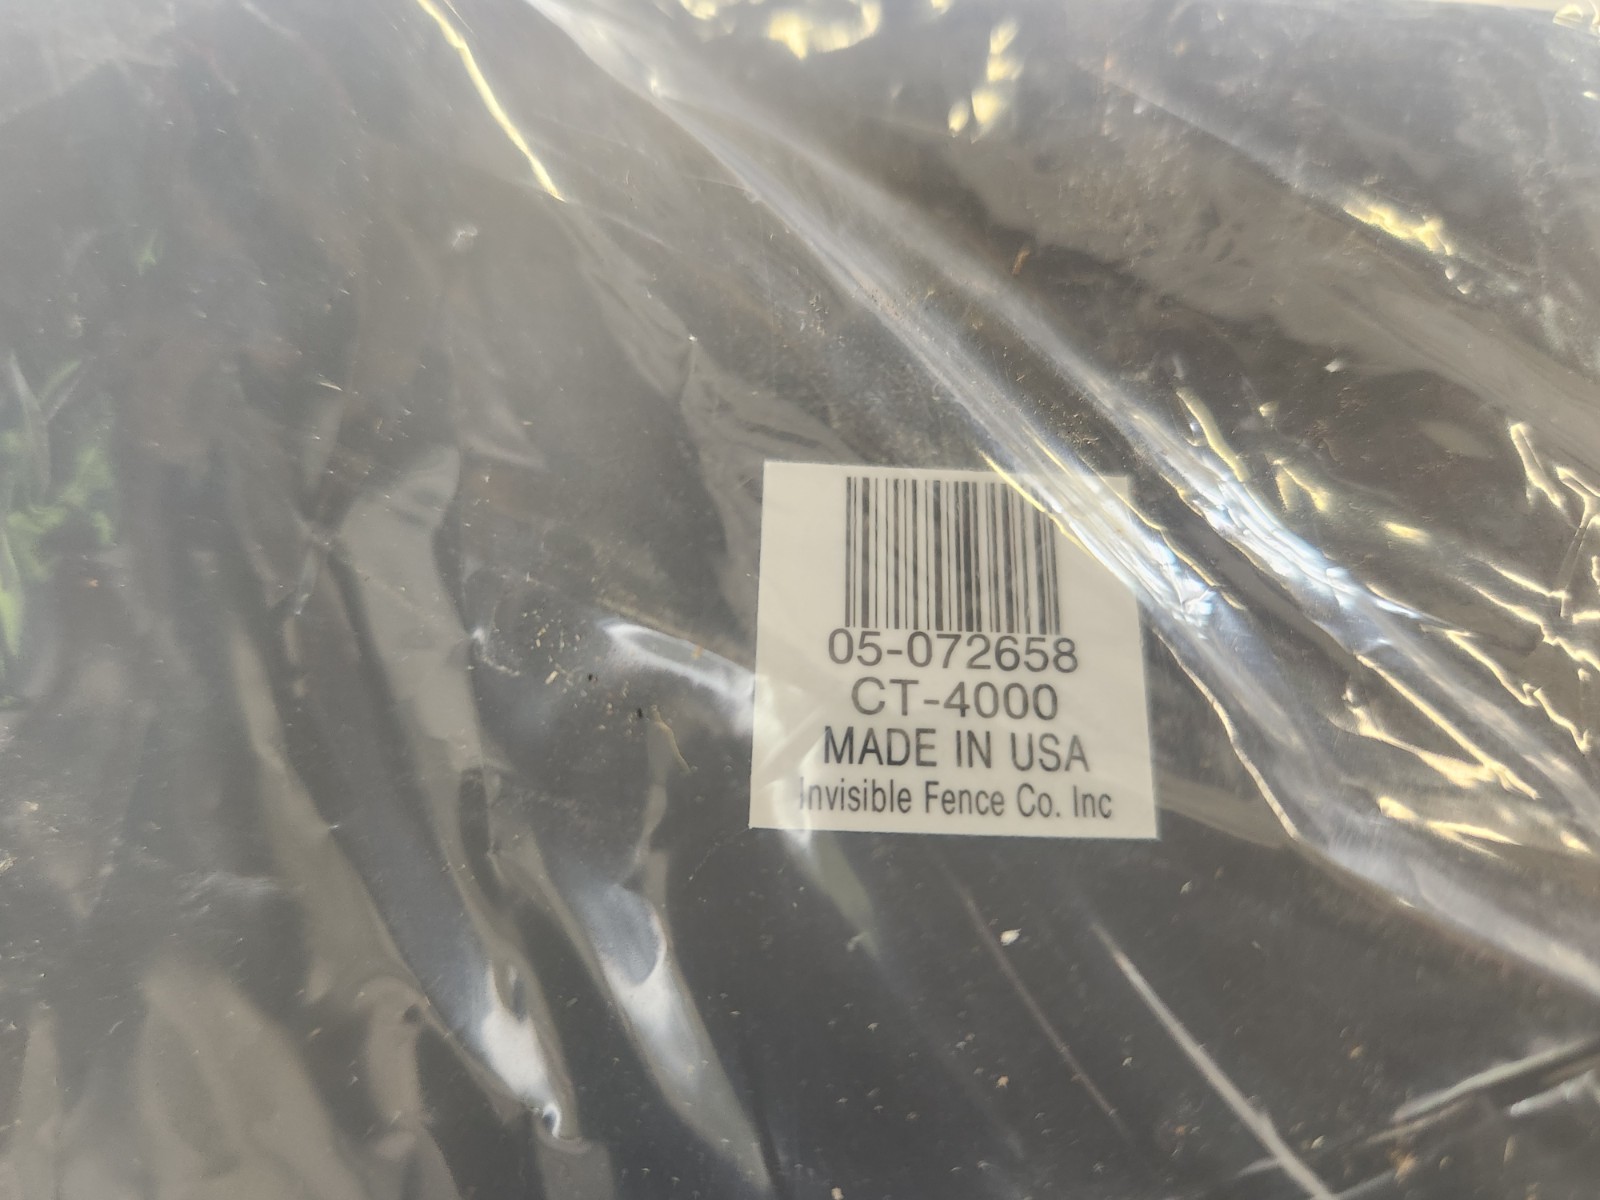 05-072658
CT-4000
MADE IN USA
Invisible Fence Co. Inc